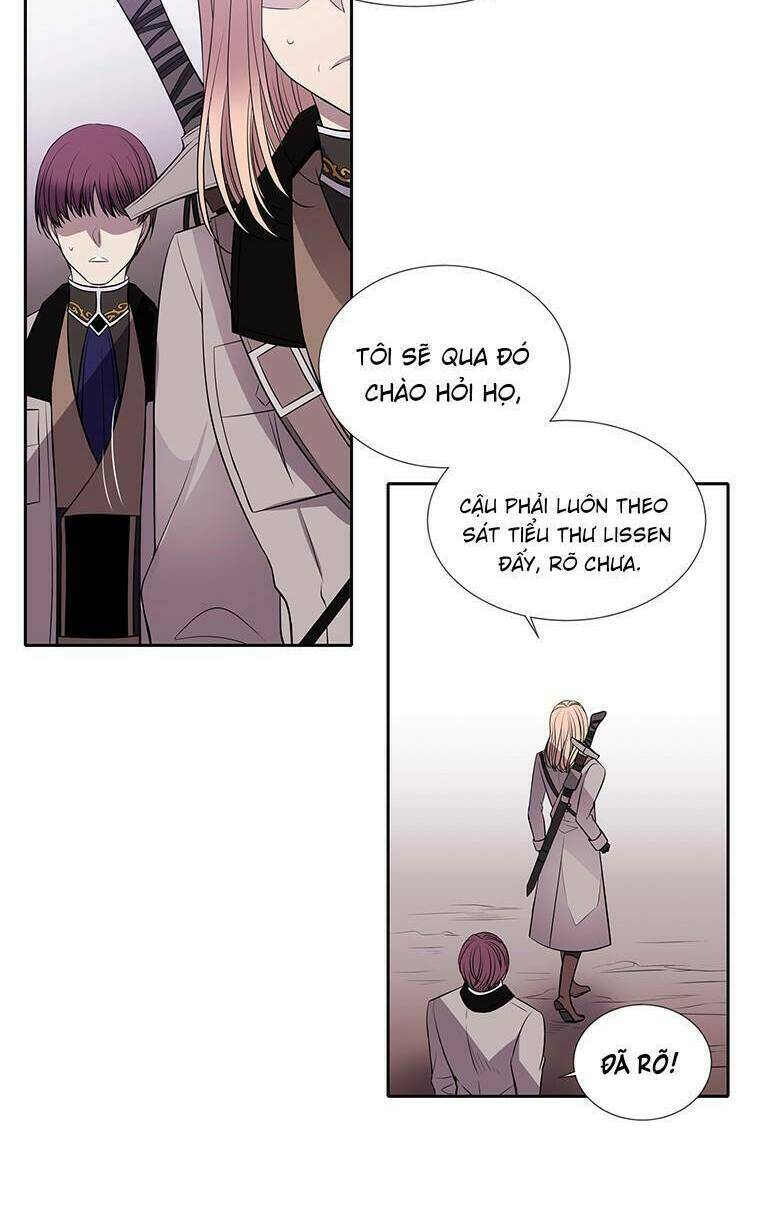 TÔI SẼ QUA ĐÓ
CHÀO HỎI HỌ,
CẬU PHẢI LUÔN THEO
SÁT TIỂU THƯ LISSEN
ĐẤY, RÕ CHƯA.
ĐÃ RÕ!